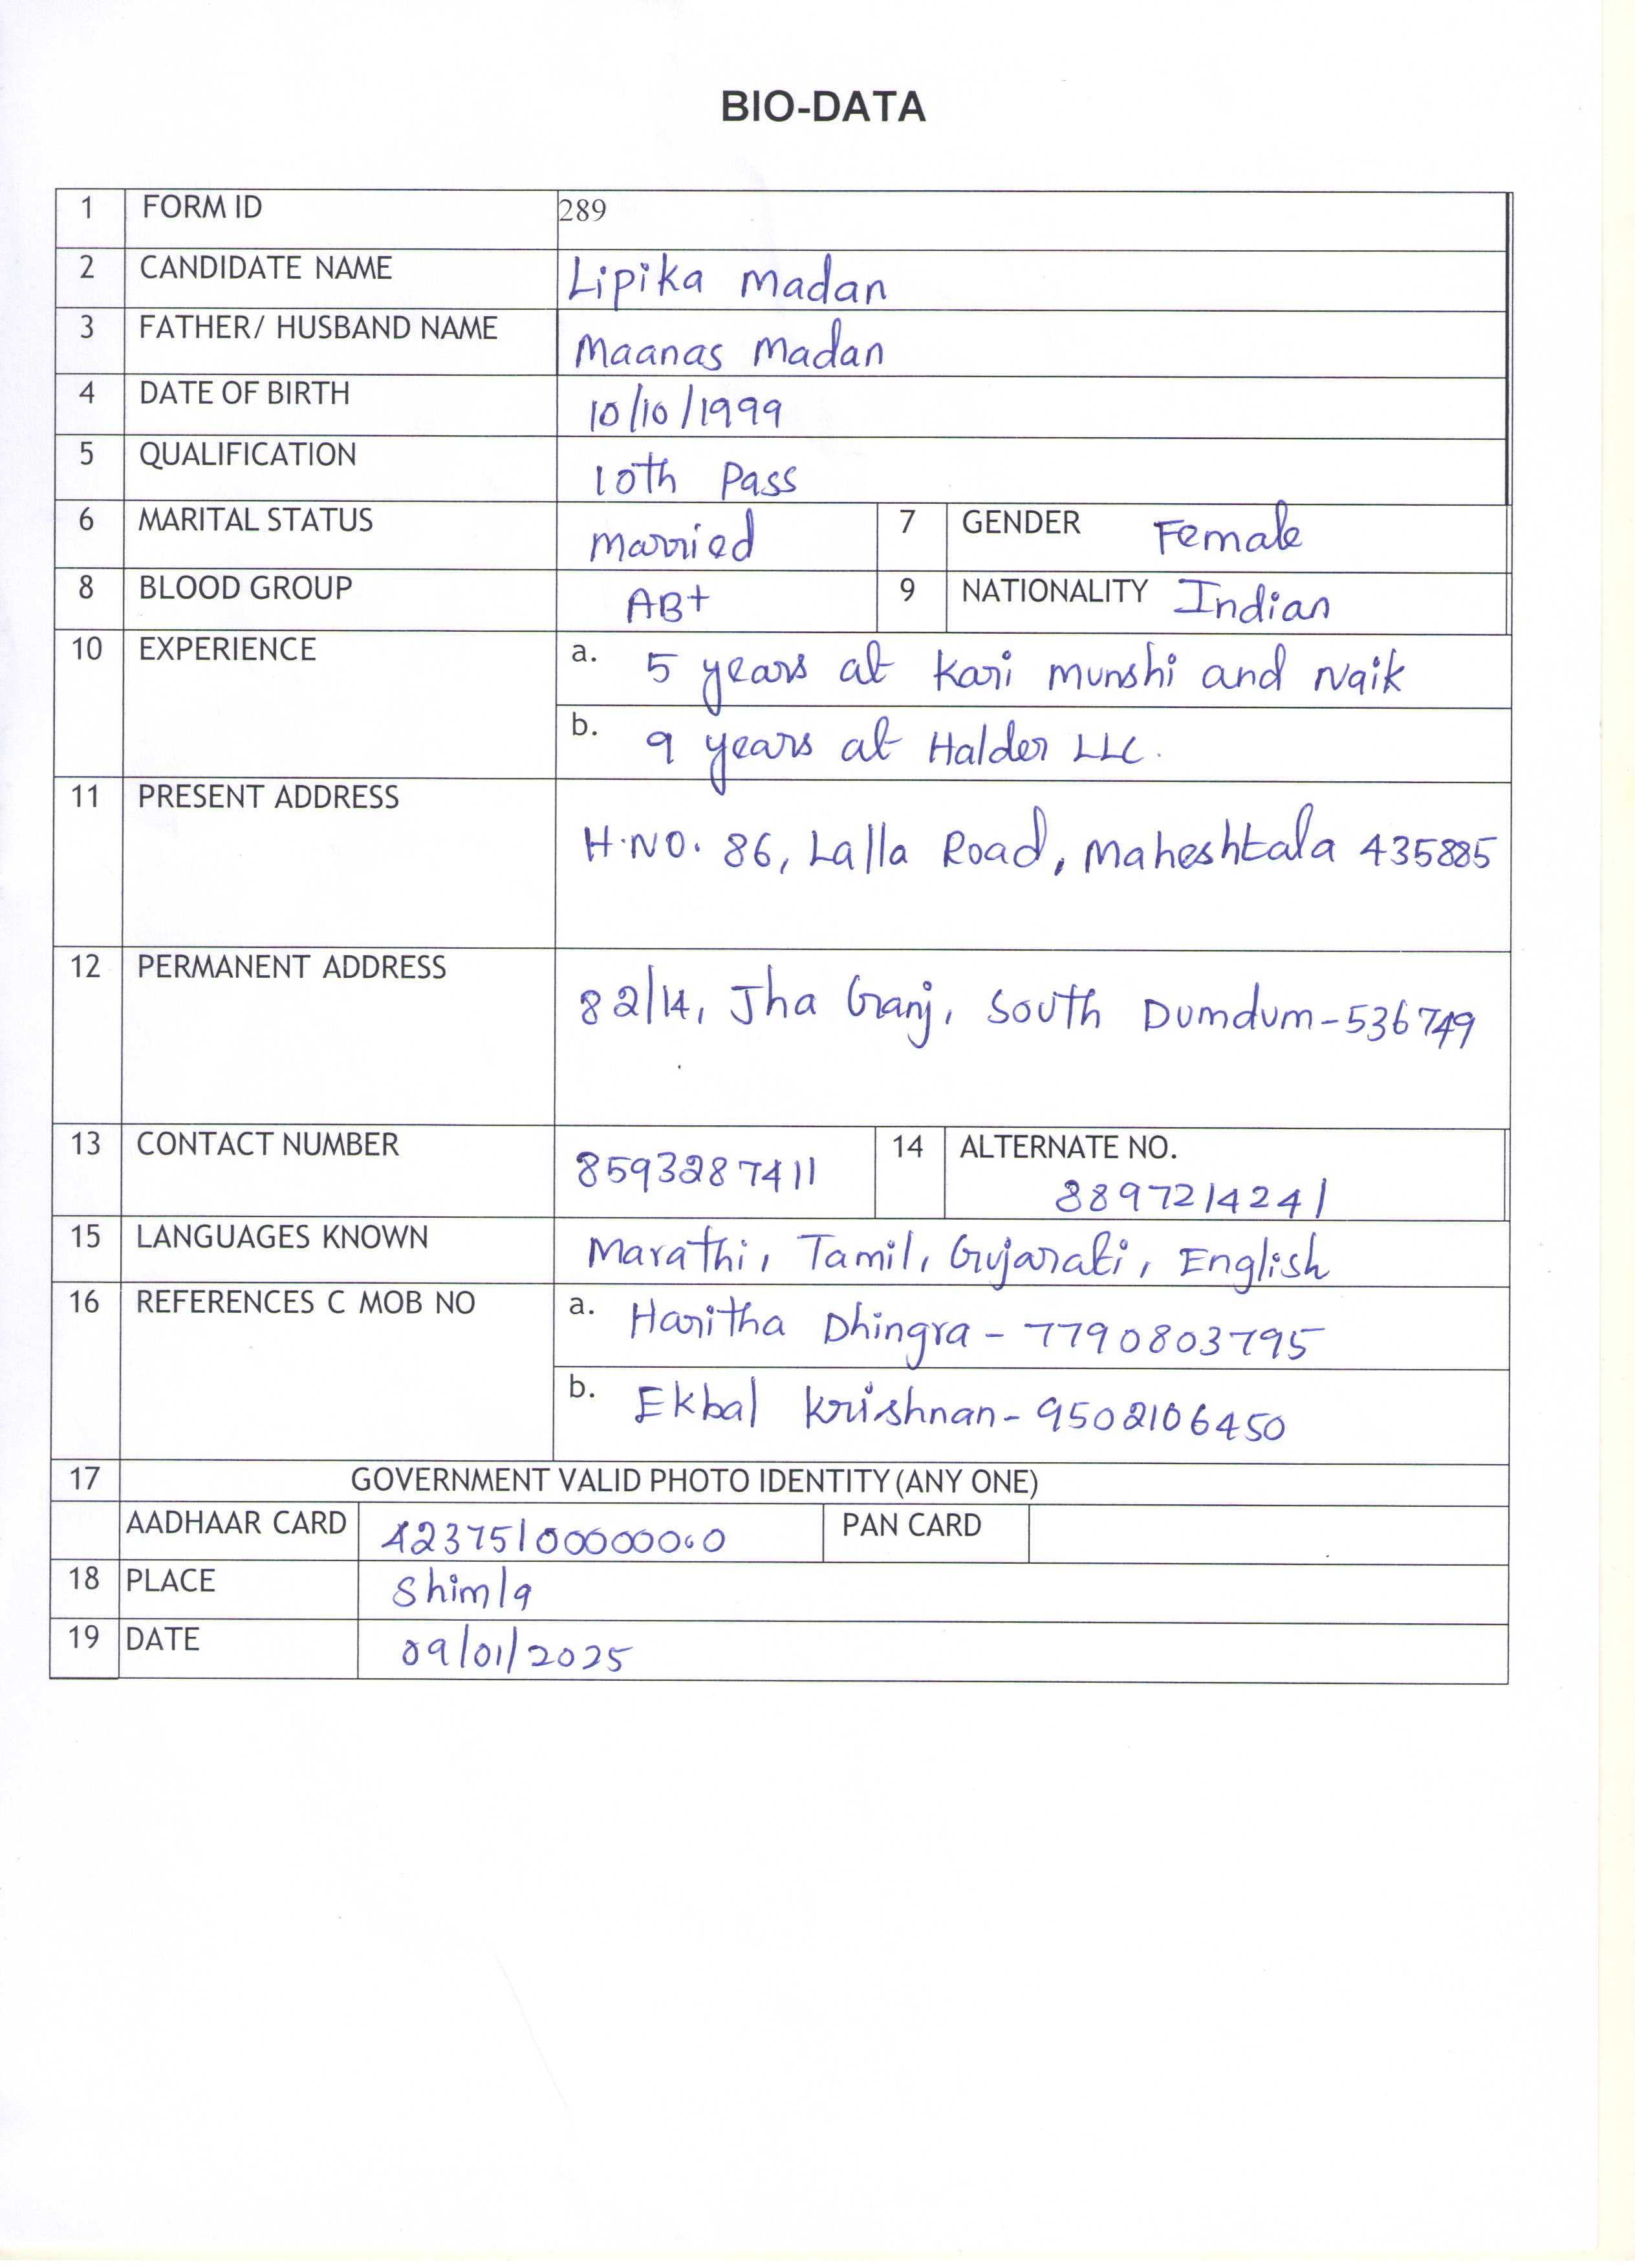 BIO-DATA
1 FORM ID 289
2 CANDIDATE NAME Lipika Madan
3 FATHER/ HUSBAND NAME Maanas Madan
4 DATE OF BIRTH 10/10/1999
5 QUALIFICATION 10th Pass
6 MARITAL STATUS Married 7 GENDER Female
8 BLOOD GROUP AB+ 9 NATIONALITY Indian
10 EXPERIENCE a. 5 years at Kari Munshi and Naik
b. 9 years at Halder LLC.
11 PRESENT ADDRESS
H.NO. 86, Lalla Road, Maheshtala 435885
12 PERMANENT ADDRESS
82/14, Jha Ganj, South Dumdum-536749
13 CONTACT NUMBER 8593287411 14 ALTERNATE NO.
8897214241
15 LANGUAGES KNOWN Marathi, Tamil, Gujarati, English
16 REFERENCES C MOB NO a. Haritha Dhingra - 7790803795
b. Ekbal Krishnan - 9502106450
17 GOVERNMENT VALID PHOTO IDENTITY (ANY ONE)
AADHAAR CARD PAN CARD
18 PLACE Shimla
19 DATE 09/01/2025